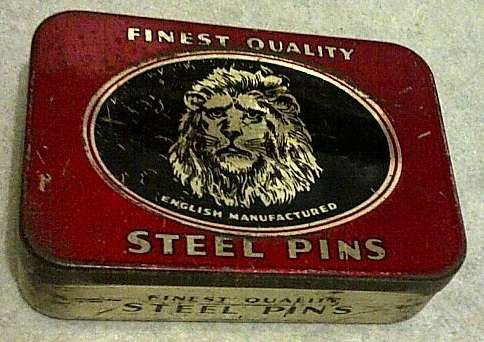 FINEST QUALITY
ENGLISH MANUFACTURED
STEEL PINS
FINEST QUALITY
STEEL PINS